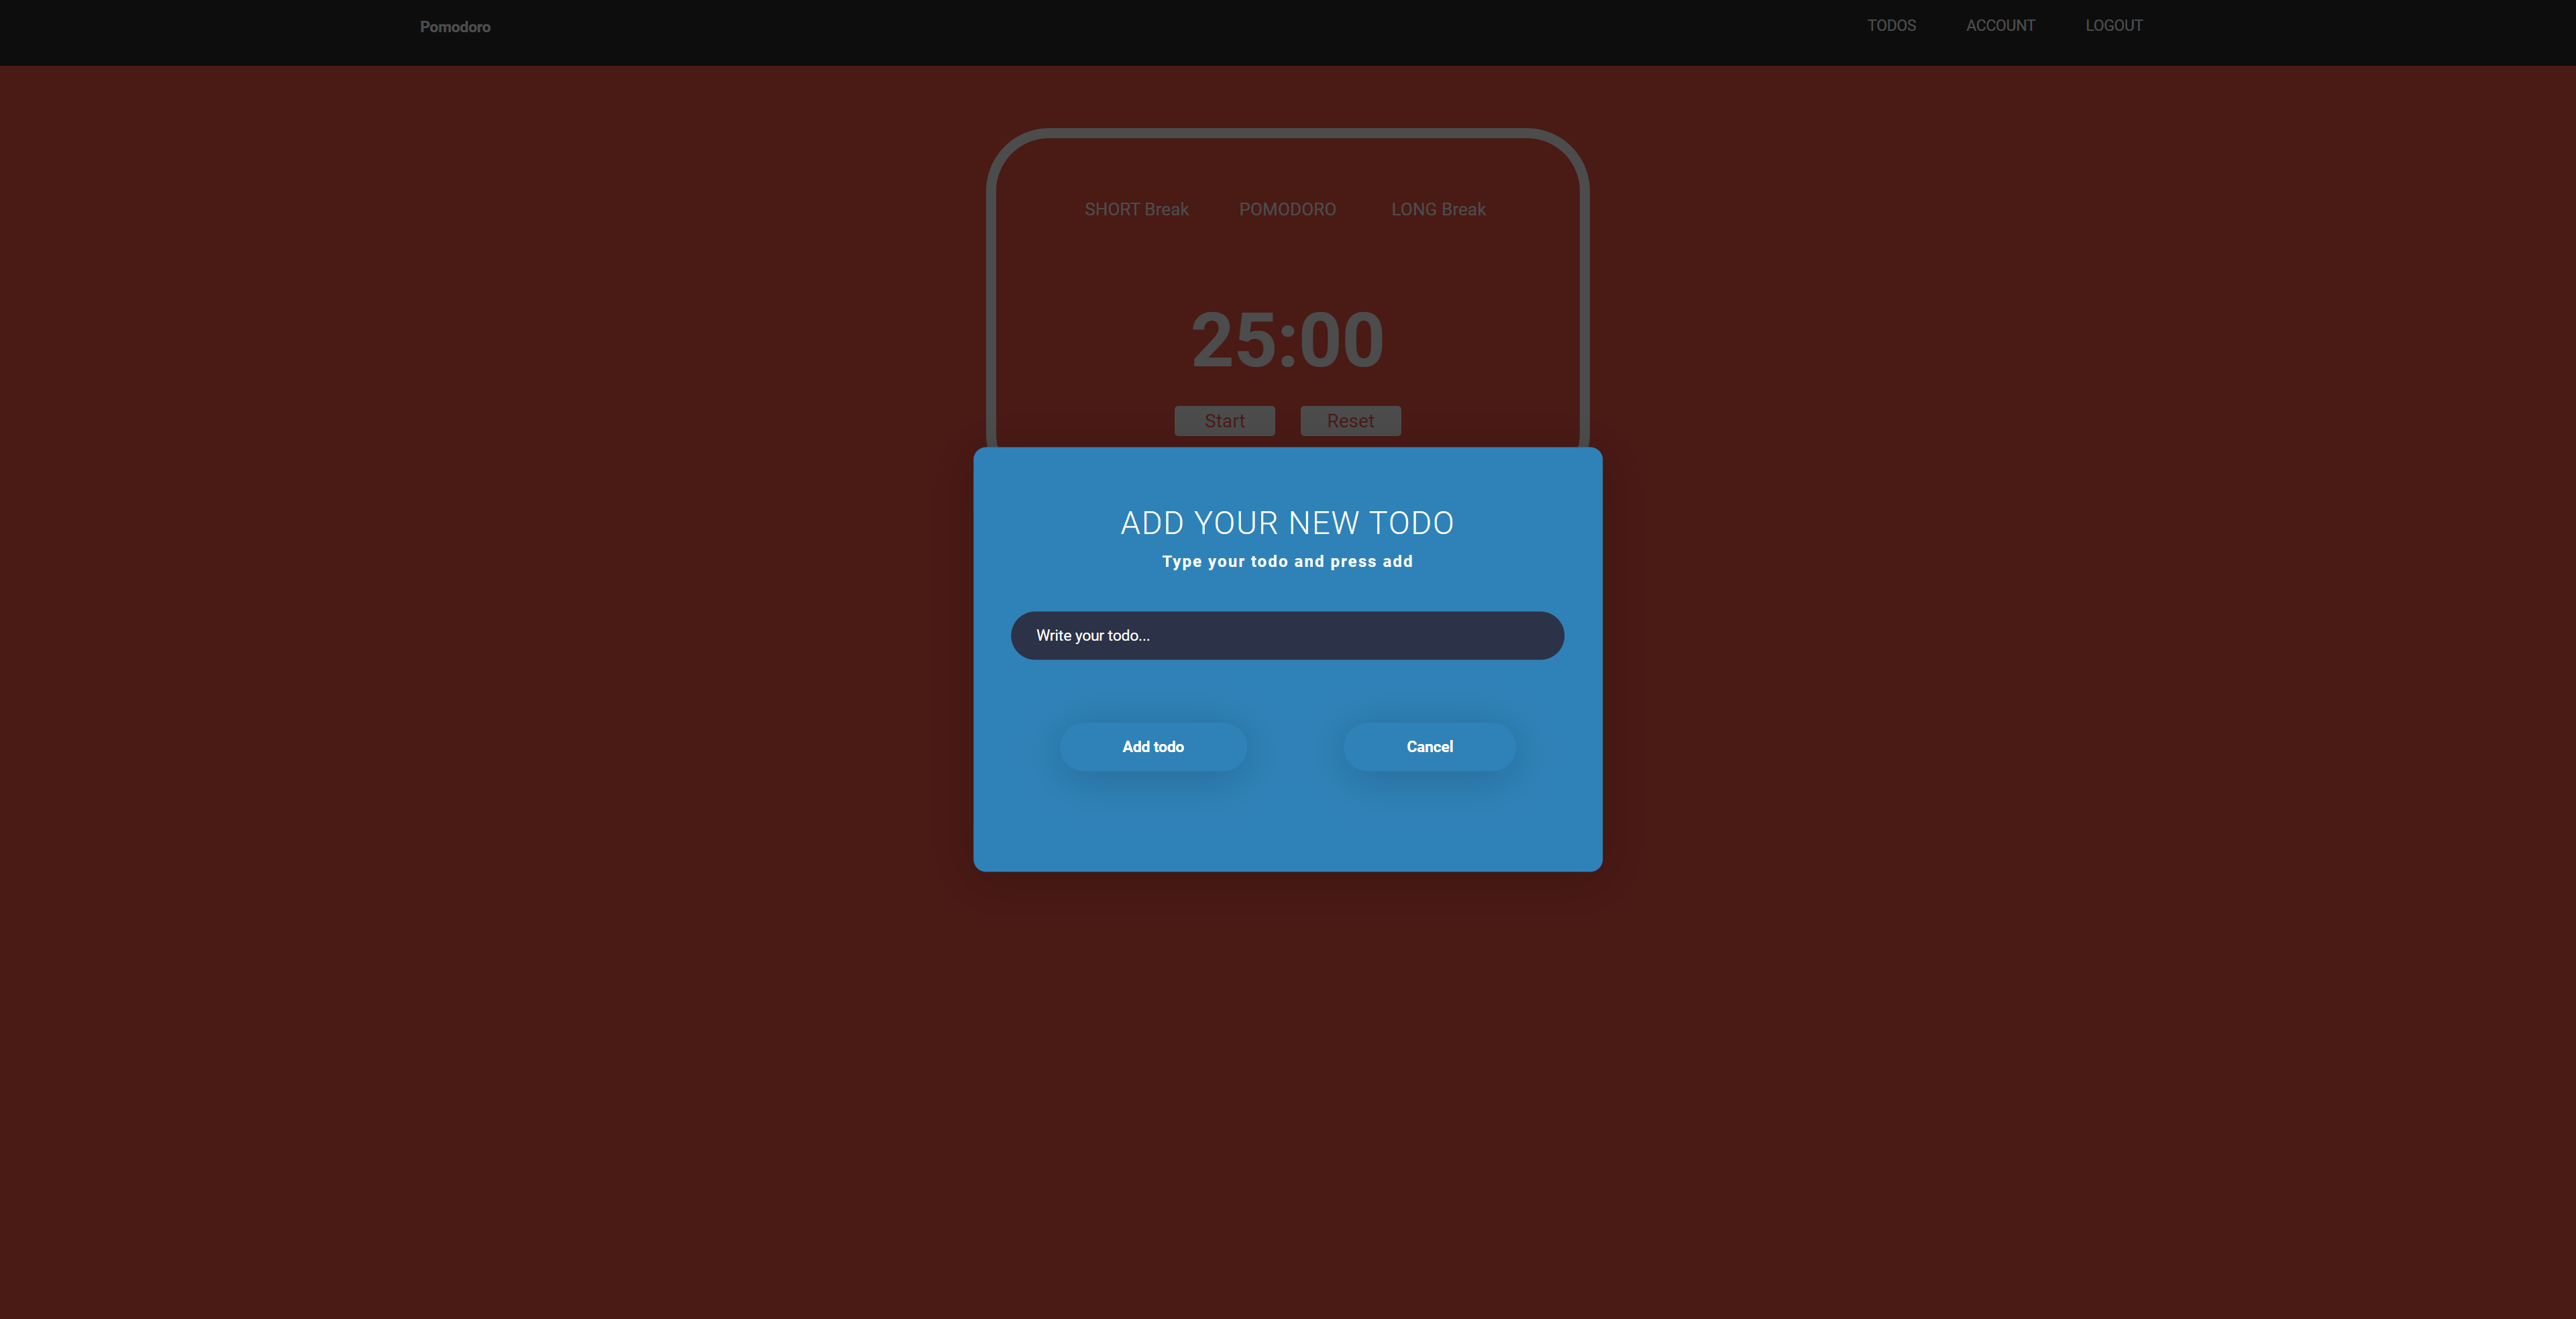 Pomodoro TODOS ACCOUNT LOGOUT
SHORT Break POMODORO LONG Break
25:00
Start Reset
ADD YOUR NEW TODO
Type your todo and press add
Write your todo...
Add todo Cancel